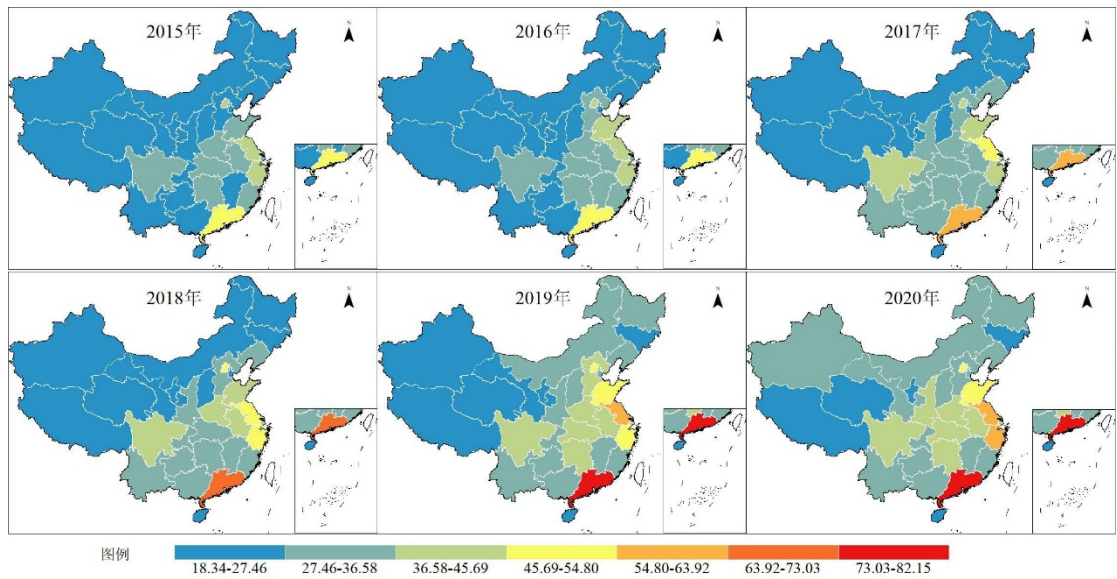 2015年
N
2016年
N
2017年
N
2018年
N
2019年
N
2020年
N
图例
18.34-27.46
27.46-36.58
36.58-45.69
45.69-54.80
54.80-63.92
63.92-73.03
73.03-82.15